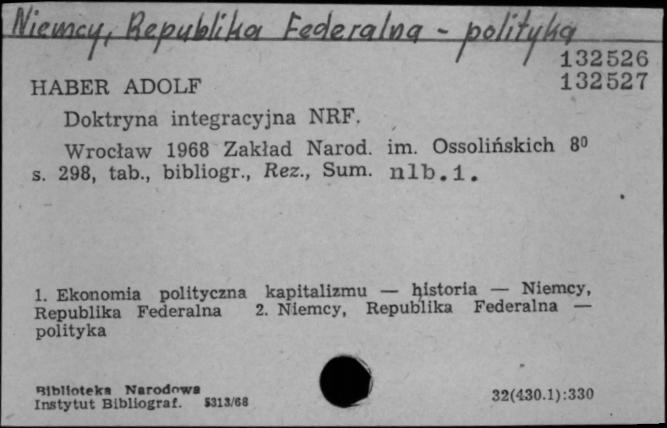 Niemcy, Republika Federalna - polityka
132526
HABER ADOLF 132527
Doktryna integracyjna NRF.
Wrocław 1968 Zakład Narod. im. Ossolińskich 8⁰
s. 298, tab., bibliogr., Rez., Sum. nlb.1.
1. Ekonomia polityczna kapitalizmu — historia — Niemcy,
Republika Federalna 2. Niemcy, Republika Federalna —
polityka
Biblioteka Narodowa
Instytut Bibliograf. 5313/68 32(430.1):330